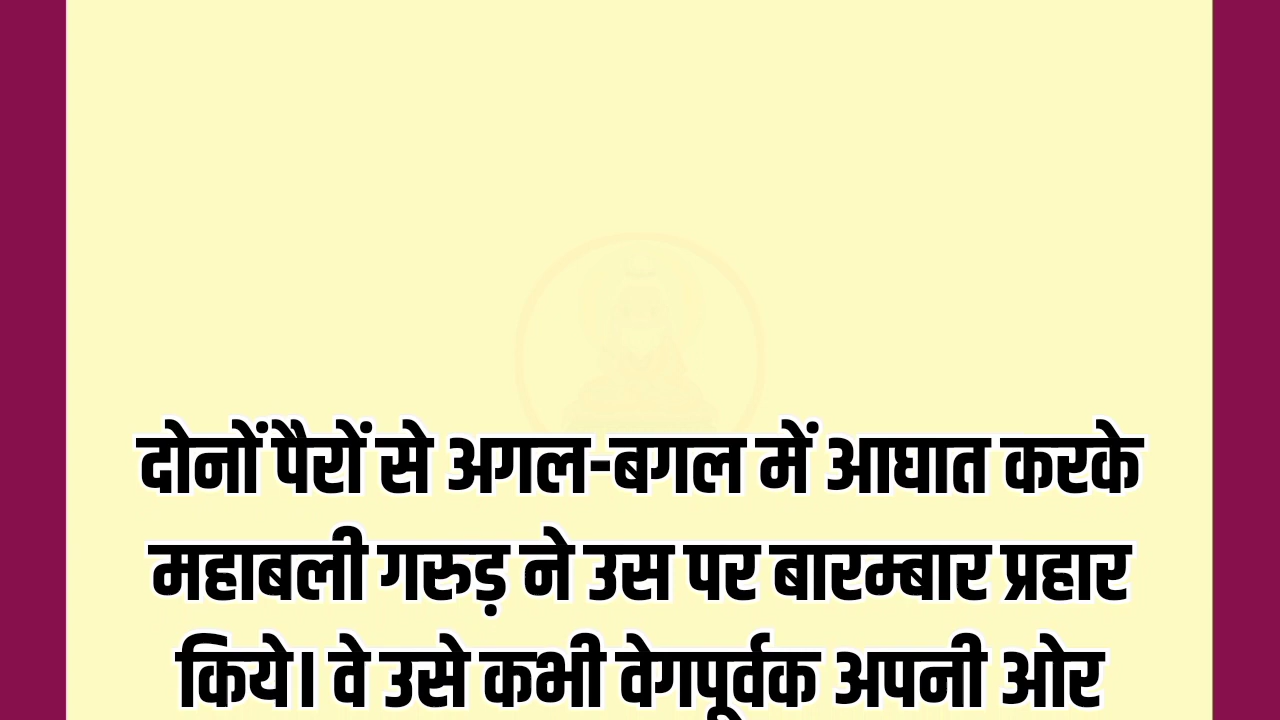 दोनों पैरों से अगल-बगल में आघात करके
महाबली गरुड़ ने उस पर बारम्बार प्रहार
किये। वे उसे कभी वेगपूर्वक अपनी ओर